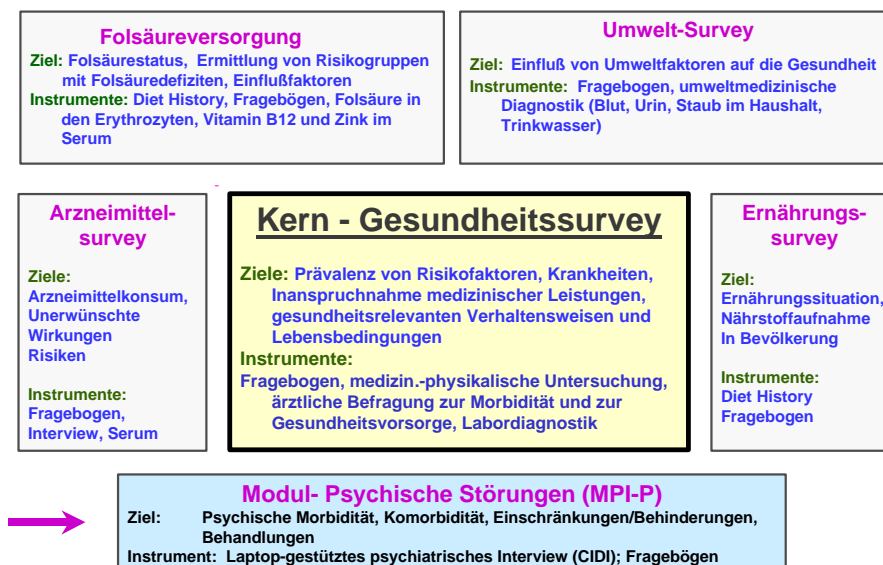 Folsäureversorgung
Ziel: Folsäurestatus, Ermittlung von Risikogruppen
mit Folsäuredefiziten, Einflußfaktoren
Instrumente: Diet History, Fragebögen, Folsäure in
den Erythrozyten, Vitamin B12 und Zink im
Serum
Umwelt-Survey
Ziel: Einfluß von Umweltfaktoren auf die Gesundheit
Instrumente: Fragebogen, umweltmedizinische
Diagnostik (Blut, Urin, Staub im Haushalt,
Trinkwasser)
Arzneimittel-
survey
Ziele:
Arzneimittelkonsum,
Unerwünschte
Wirkungen
Risiken
Instrumente:
Fragebogen,
Interview, Serum
Kern - Gesundheitssurvey
Ziele: Prävalenz von Risikofaktoren, Krankheiten,
Inanspruchnahme medizinischer Leistungen,
gesundheitsrelevanten Verhaltensweisen und
Lebensbedingungen
Instrumente:
Fragebogen, medizin.-physikalische Untersuchung,
ärztliche Befragung zur Morbidität und zur
Gesundheitsvorsorge, Labordiagnostik
Ernährungs-
survey
Ziel:
Ernährungssituation,
Nährstoffaufnahme
In Bevölkerung
Instrumente:
Diet History
Fragebogen
Modul- Psychische Störungen (MPI-P)
Ziel: Psychische Morbidität, Komorbidität, Einschränkungen/Behinderungen,
Behandlungen
Instrument: Laptop-gestütztes psychiatrisches Interview (CIDI); Fragebögen